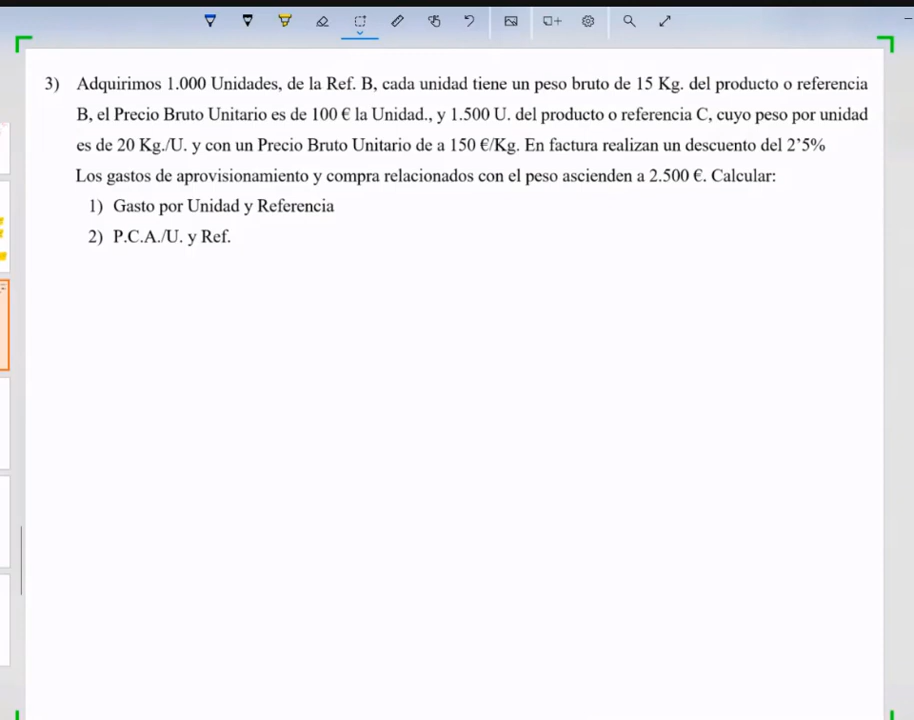 3) Adquirimos 1.000 Unidades, de la Ref. B, cada unidad tiene un peso bruto de 15 Kg. del producto o referencia
B, el Precio Bruto Unitario es de 100 € la Unidad., y 1.500 U. del producto o referencia C, cuyo peso por unidad
es de 20 Kg./U. y con un Precio Bruto Unitario de a 150 €/Kg. En factura realizan un descuento del 2’5%
Los gastos de aprovisionamiento y compra relacionados con el peso ascienden a 2.500 €. Calcular:
1) Gasto por Unidad y Referencia
2) P.C.A./U. y Ref.